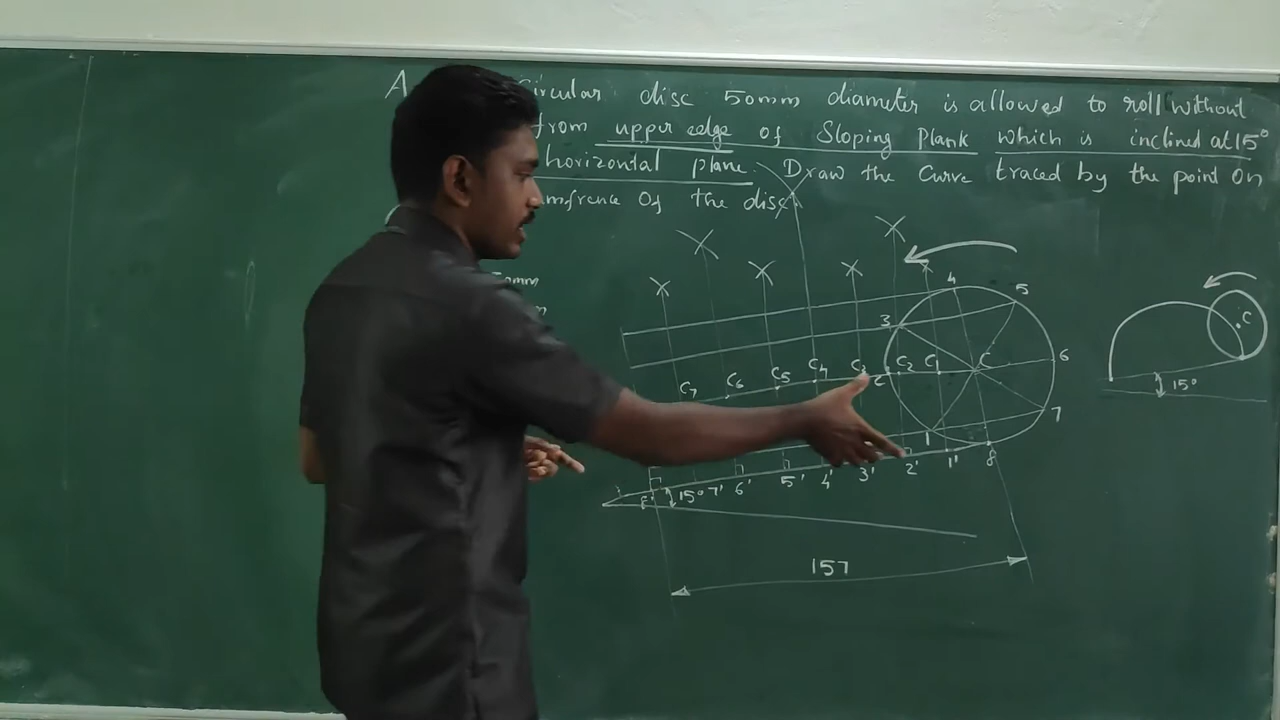 A Circular disc 50mm diameter is allowed to roll without
from upper edge of Sloping Plank which is inclined at 15°
horizontal plane. Draw the Curve traced by the point on
of the disc
4 5
3
6
C7 C6 C5 C4 C3 C2 C1 C
1 7
8' 15° 7' 6' 5' 4' 3' 2' 1' 8
157
C
15°